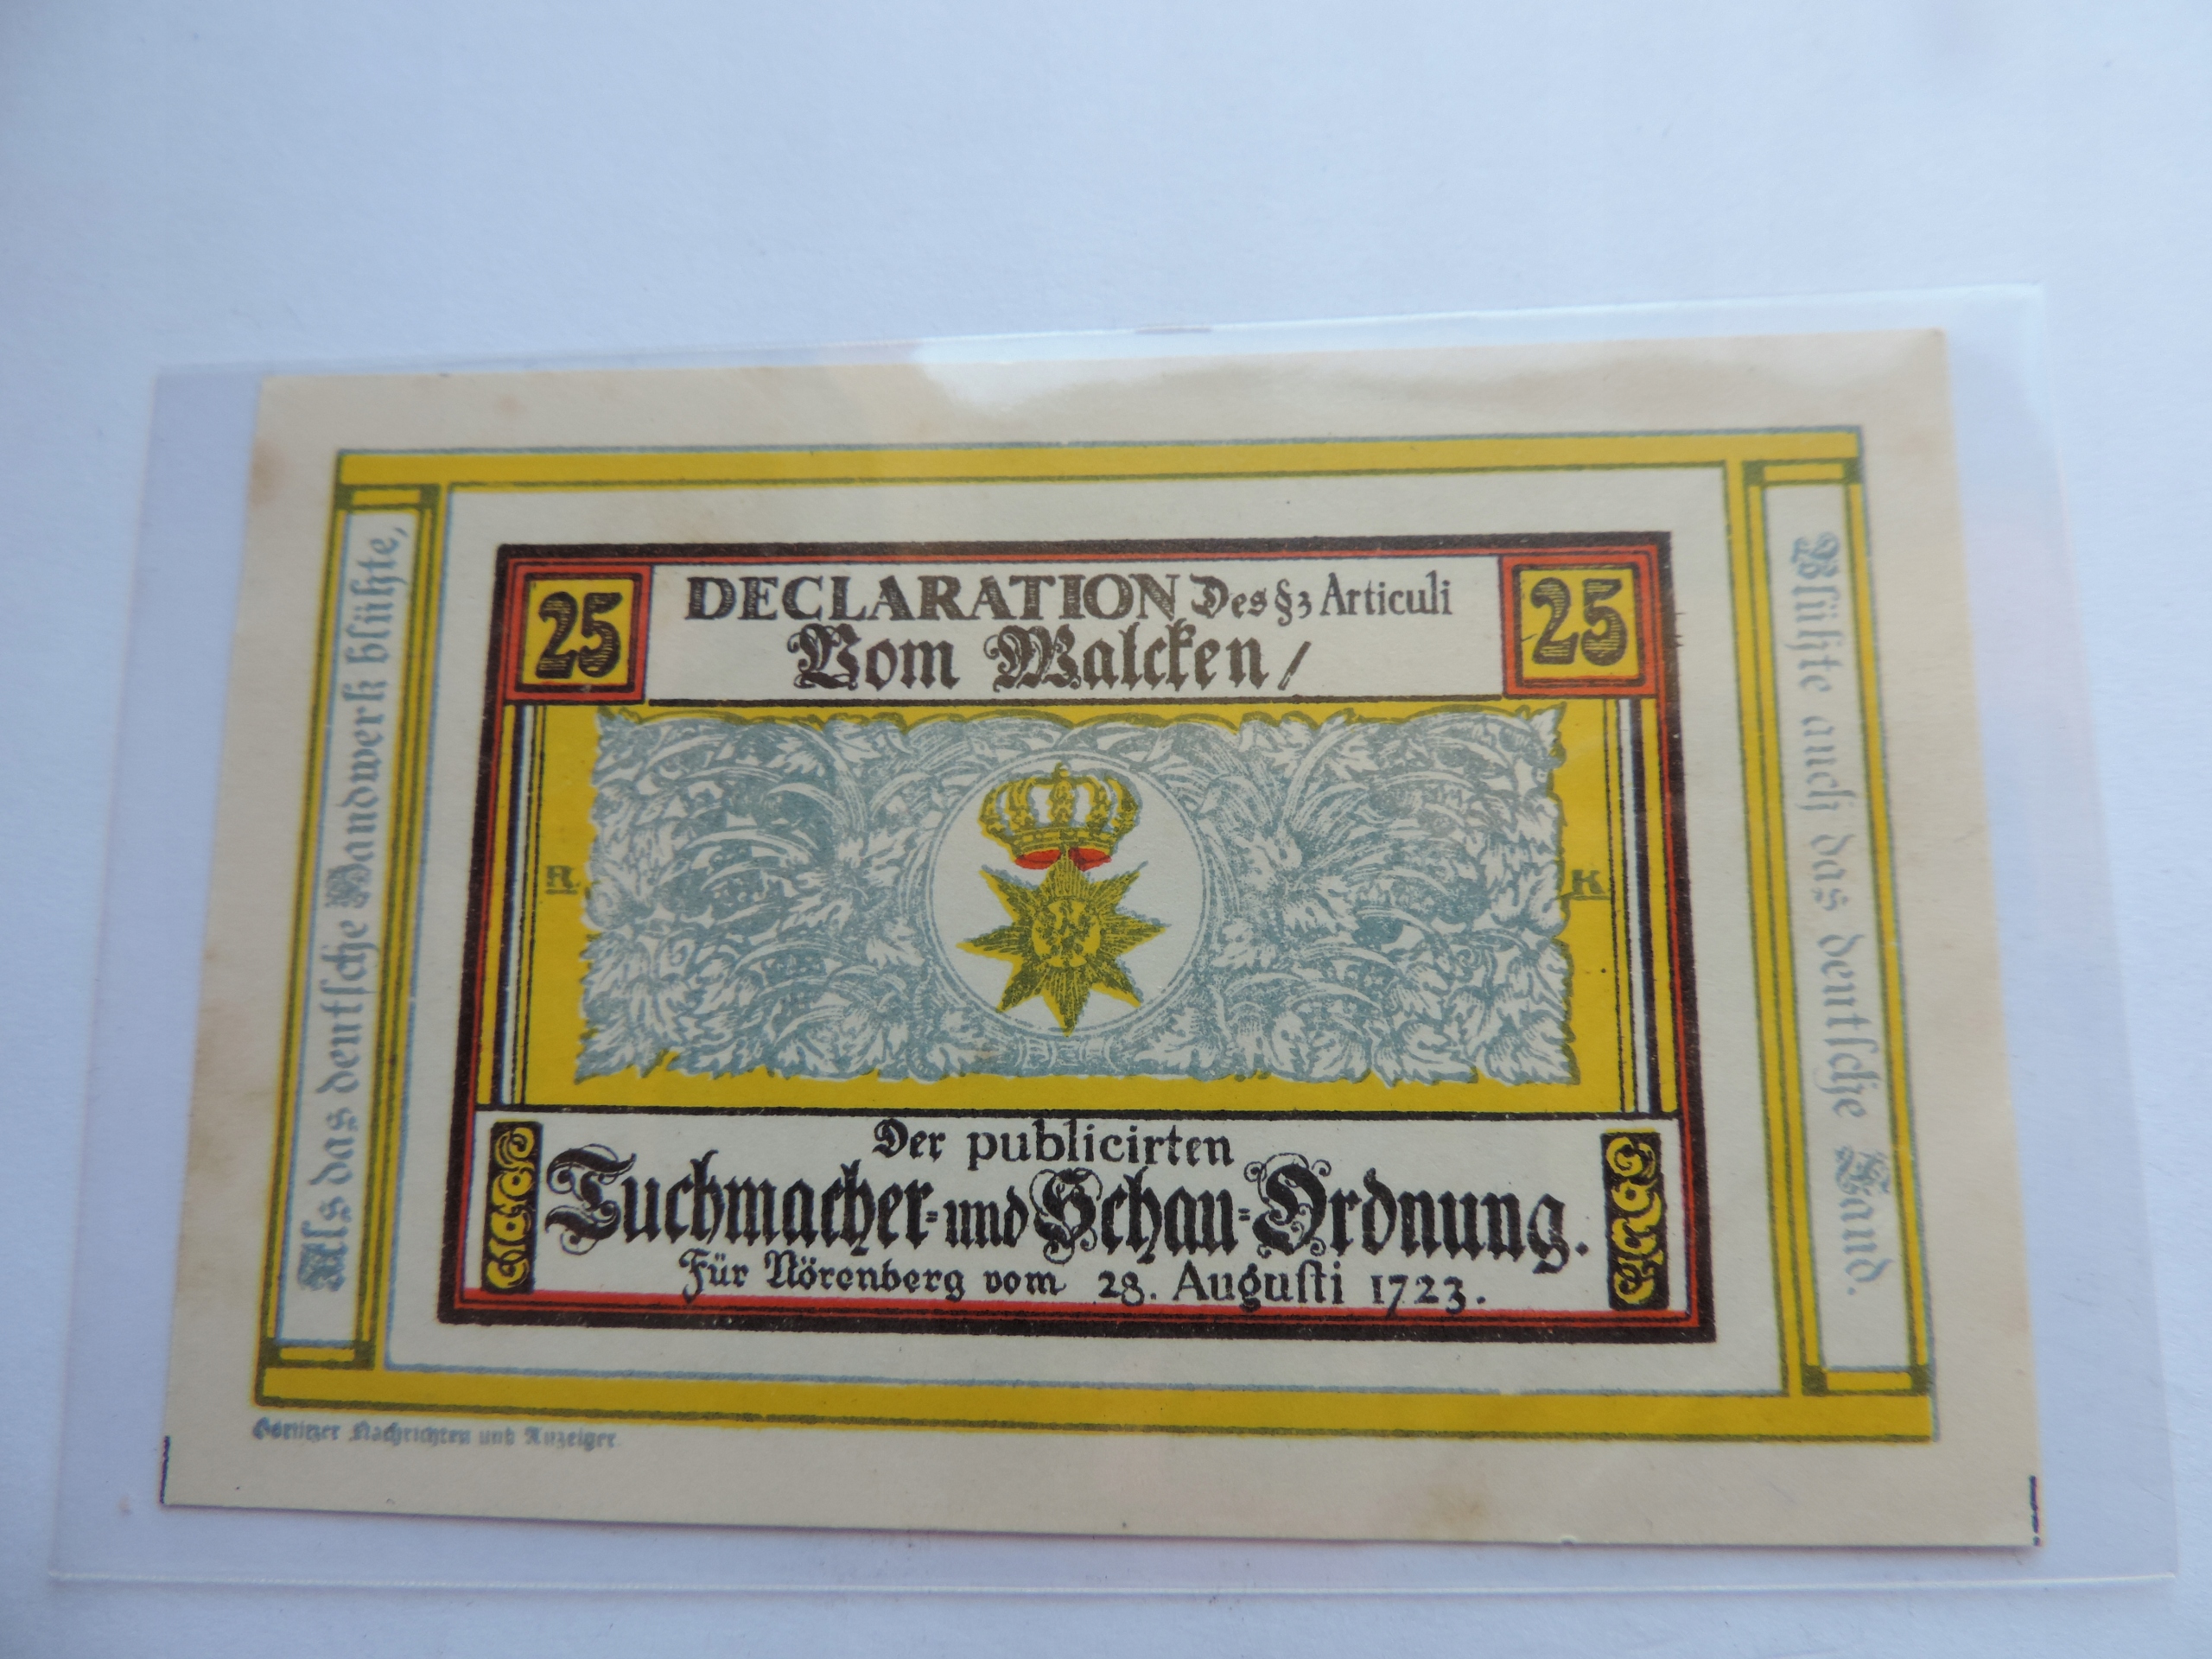 Als das deutſche Handwerk blühte,
25
DECLARATION Des § 3 Articuli
25
Vom Walcken/
R.
K.
Der publicirten
Tuchmacher- und Schau-Ordnung.
Für Nörenberg vom 28. Auguſti 1723.
Blühte auch das deutſche Land.
Görlitzer Nachrichten und Anzeiger